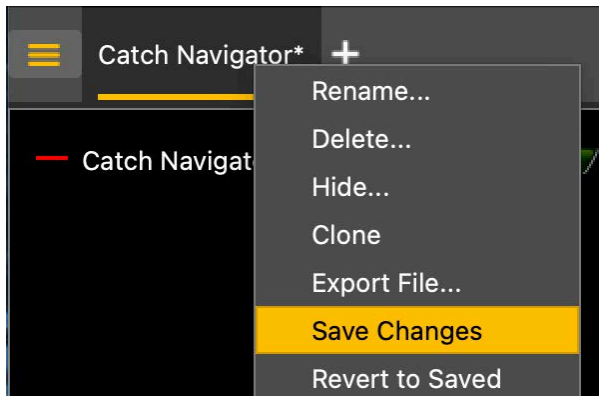 Catch Navigator*
Rename...
Delete...
Catch Navigat
Hide...
Clone
Export File...
Save Changes
Revert to Saved